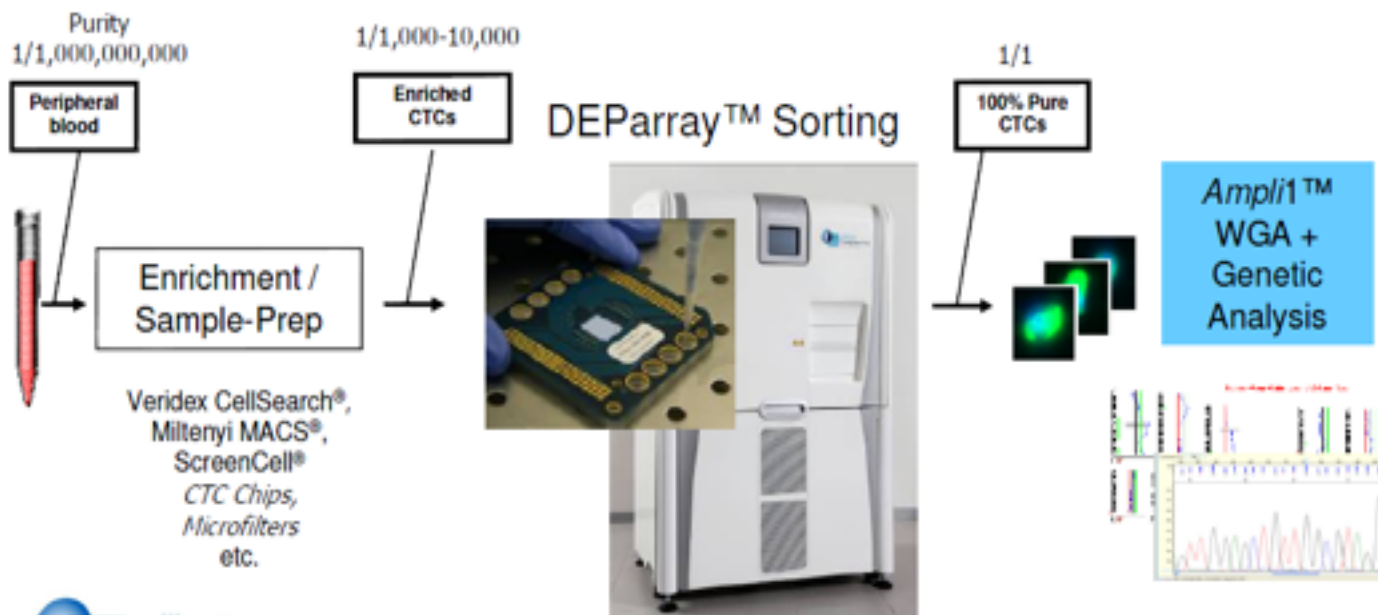 Purity
1/1,000,000,000
Peripheral
blood
1/1,000-10,000
Enriched
CTCs
DEParray™ Sorting
1/1
100% Pure
CTCs
Enrichment /
Sample-Prep
Veridex CellSearch®,
Miltenyi MACS®,
ScreenCell®
CTC Chips,
Microfilters
etc.
Ampli1™
WGA +
Genetic
Analysis